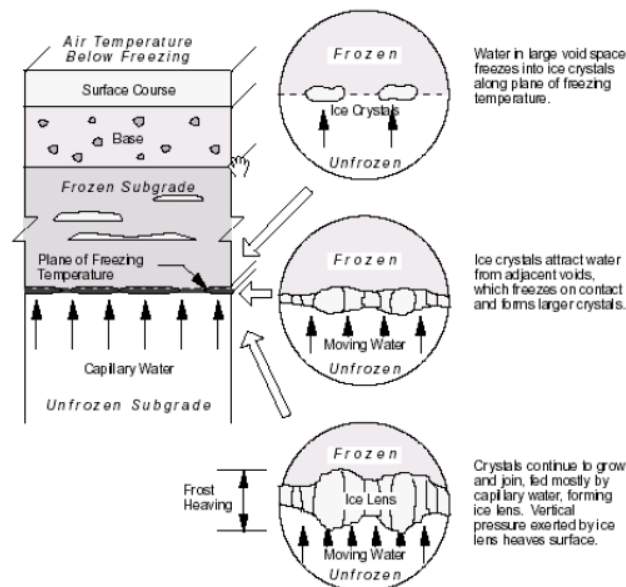 Air Temperature
Below Freezing
Surface Course
Base
Frozen Subgrade
Plane of Freezing
Temperature
Capillary Water
Unfrozen Subgrade
Frozen
Ice Crystals
Unfrozen
Water in large void space
freezes into ice crystals
along plane of freezing
temperature.
Frozen
Moving Water
Unfrozen
Ice crystals attract water
from adjacent voids,
which freezes on contact
and forms larger crystals.
Frost
Heaving
Frozen
Ice Lens
Moving Water
Unfrozen
Crystals continue to grow
and join, fed mostly by
capillary water, forming
ice lens. Vertical
pressure exerted by ice
lens heaves surface.